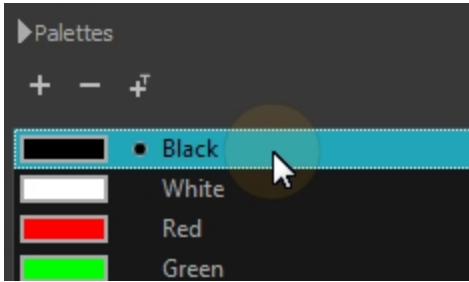 Palettes
+ − +T
Black
White
Red
Green